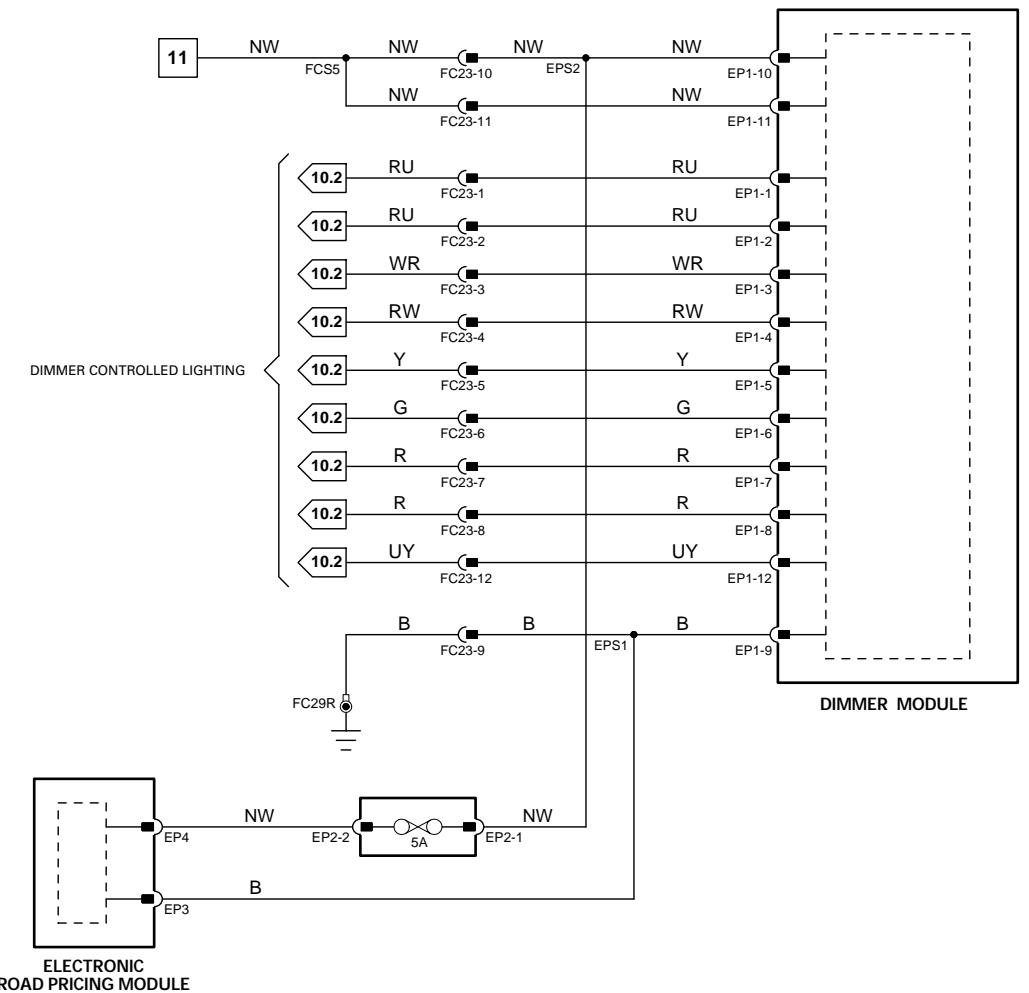 11 NW NW NW NW
FCS5 FC23-10 EPS2 EP1-10
NW NW
FC23-11 EP1-11
10.2 RU RU
FC23-1 EP1-1
10.2 RU RU
FC23-2 EP1-2
10.2 WR WR
FC23-3 EP1-3
10.2 RW RW
FC23-4 EP1-4
DIMMER CONTROLLED LIGHTING 10.2 Y Y
FC23-5 EP1-5
10.2 G G
FC23-6 EP1-6
10.2 R R
FC23-7 EP1-7
10.2 R R
FC23-8 EP1-8
10.2 UY UY
FC23-12 EP1-12
B B B
FC23-9 EPS1 EP1-9
FC29R
DIMMER MODULE
NW NW
EP4 EP2-2 5A EP2-1
B
EP3
ELECTRONIC
ROAD PRICING MODULE